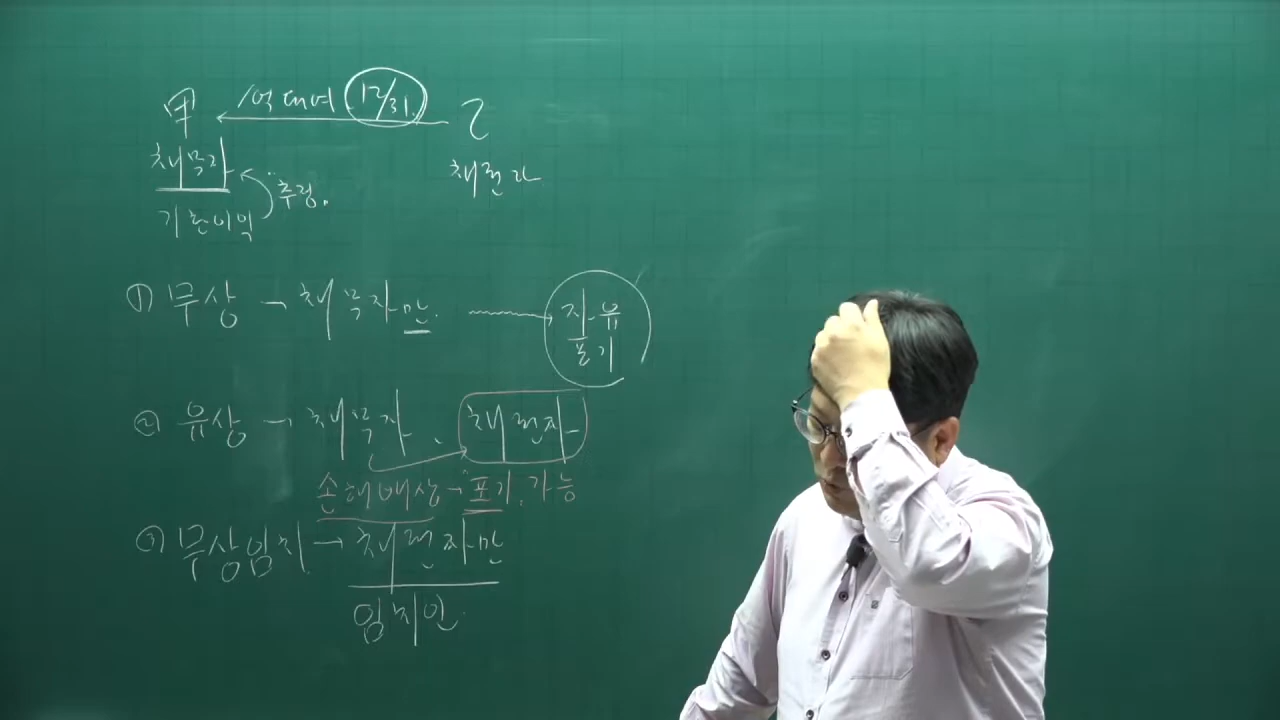 甲 1억 대여 12/31. 乙
채무자 추정. 채권자
기한이익
① 무상 → 채무자만. 자유
포기
② 유상 → 채무자, 채권자
손해배상 → 포기. 가능
③ 무상임치 → 채권자만
임치인.